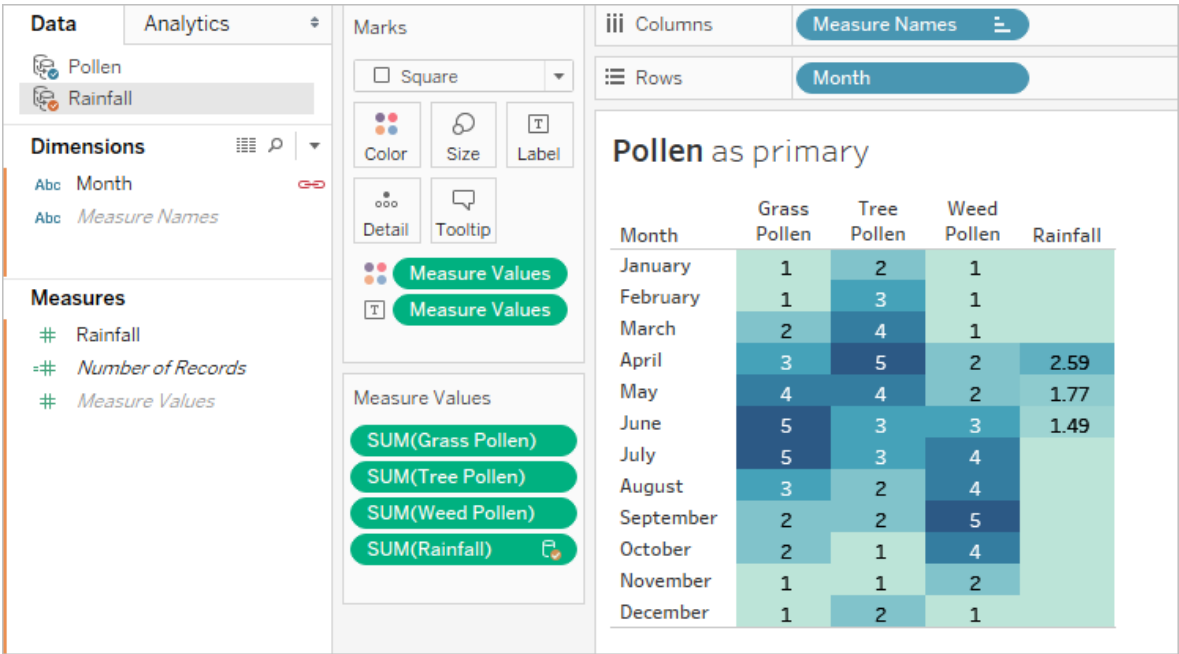 Data Analytics
Pollen
Rainfall
Dimensions
Abc Month
Abc Measure Names
Measures
# Rainfall
=# Number of Records
# Measure Values
Marks
Square
Color Size T Label
Detail Tooltip
Measure Values
T Measure Values
Measure Values
SUM(Grass Pollen)
SUM(Tree Pollen)
SUM(Weed Pollen)
SUM(Rainfall)
iii Columns Measure Names
Rows Month
Pollen as primary
Grass Tree Weed
Month Pollen Pollen Pollen Rainfall
January 1 2 1
February 1 3 1
March 2 4 1
April 3 5 2 2.59
May 4 4 2 1.77
June 5 3 3 1.49
July 5 3 4
August 3 2 4
September 2 2 5
October 2 1 4
November 1 1 2
December 1 2 1